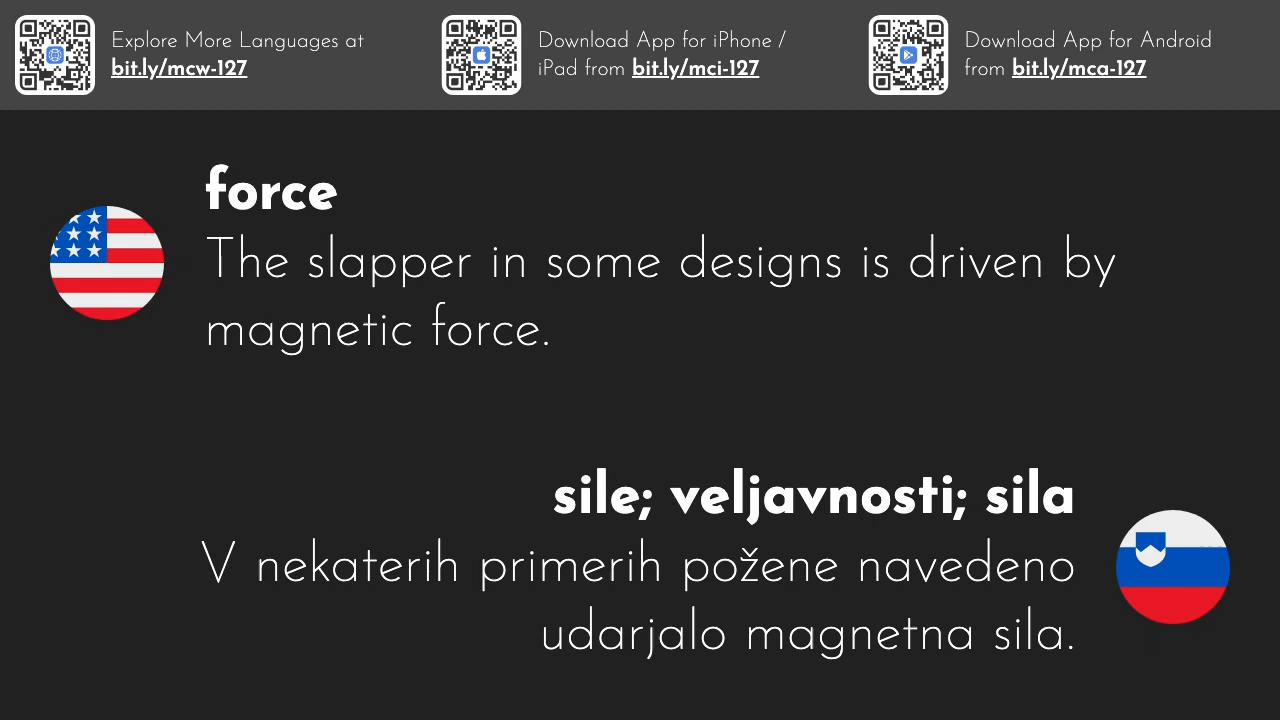 Explore More Languages at
bit.ly/mcw-127
Download App for iPhone /
iPad from bit.ly/mci-127
Download App for Android
from bit.ly/mca-127
force
The slapper in some designs is driven by
magnetic force.
sile; veljavnosti; sila
V nekaterih primerih požene navedeno
udarjalo magnetna sila.